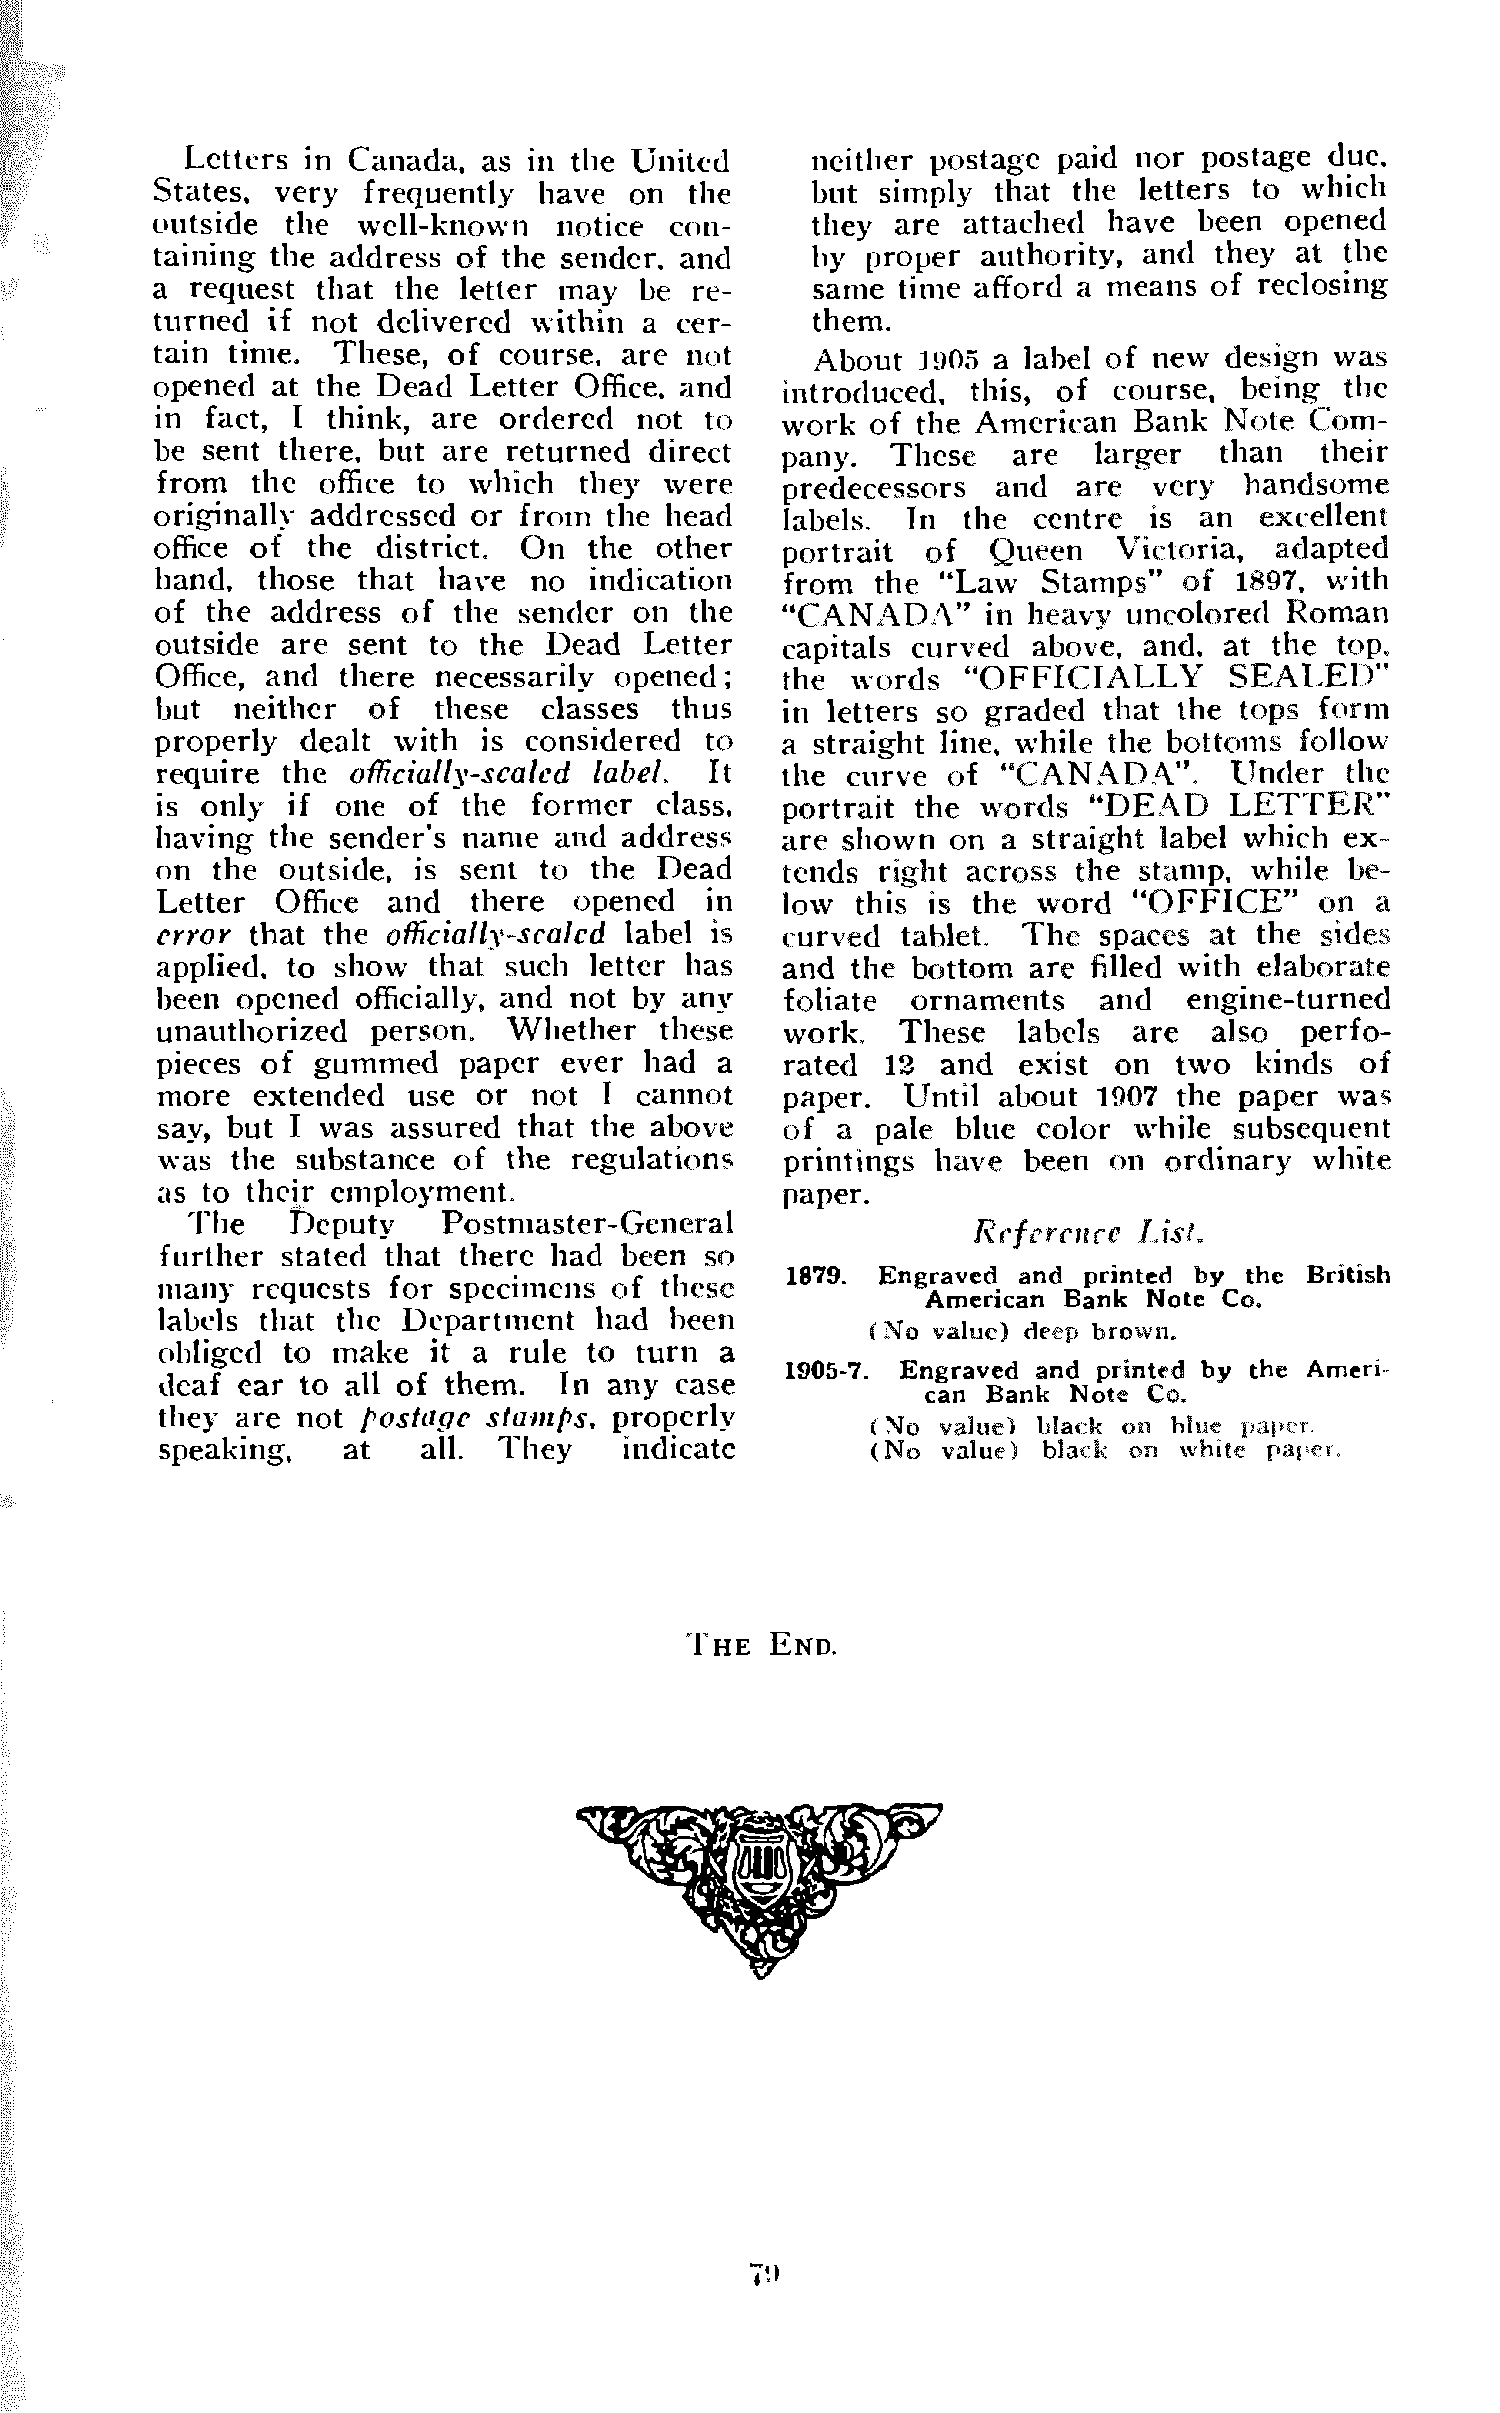 Letters in Canada, as in the United
States, very frequently have on the
outside the well-known notice con-
taining the address of the sender, and
a request that the letter may be re-
turned if not delivered within a cer-
tain time. These, of course, are not
opened at the Dead Letter Office, and
in fact, I think, are ordered not to
be sent there, but are returned direct
from the office to which they were
originally addressed or from the head
office of the district. On the other
hand, those that have no indication
of the address of the sender on the
outside are sent to the Dead Letter
Office, and there necessarily opened;
but neither of these classes thus
properly dealt with is considered to
require the officially-sealed label. It
is only if one of the former class,
having the sender's name and address
on the outside, is sent to the Dead
Letter Office and there opened in
error that the officially-sealed label is
applied, to show that such letter has
been opened officially, and not by any
unauthorized person. Whether these
pieces of gummed paper ever had a
more extended use or not I cannot
say, but I was assured that the above
was the substance of the regulations
as to their employment.
The Deputy Postmaster-General
further stated that there had been so
many requests for specimens of these
labels that the Department had been
obliged to make it a rule to turn a
deaf ear to all of them. In any case
they are not postage stamps, properly
speaking, at all. They indicate
neither postage paid nor postage due,
but simply that the letters to which
they are attached have been opened
by proper authority, and they at the
same time afford a means of reclosing
them.
About 1905 a label of new design was
introduced, this, of course, being the
work of the American Bank Note Com-
pany. These are larger than their
predecessors and are very handsome
labels. In the centre is an excellent
portrait of Queen Victoria, adapted
from the "Law Stamps" of 1897, with
"CANADA" in heavy uncolored Roman
capitals curved above, and, at the top,
the words "OFFICIALLY SEALED"
in letters so graded that the tops form
a straight line, while the bottoms follow
the curve of "CANADA". Under the
portrait the words "DEAD LETTER"
are shown on a straight label which ex-
tends right across the stamp, while be-
low this is the word "OFFICE" on a
curved tablet. The spaces at the sides
and the bottom are filled with elaborate
foliate ornaments and engine-turned
work. These labels are also perfo-
rated 12 and exist on two kinds of
paper. Until about 1907 the paper was
of a pale blue color while subsequent
printings have been on ordinary white
paper.
Reference List.
1879. Engraved and printed by the British
American Bank Note Co.
(No value) deep brown.
1905-7. Engraved and printed by the Ameri-
can Bank Note Co.
(No value) black on blue paper.
(No value) black on white paper.
THE END.
79